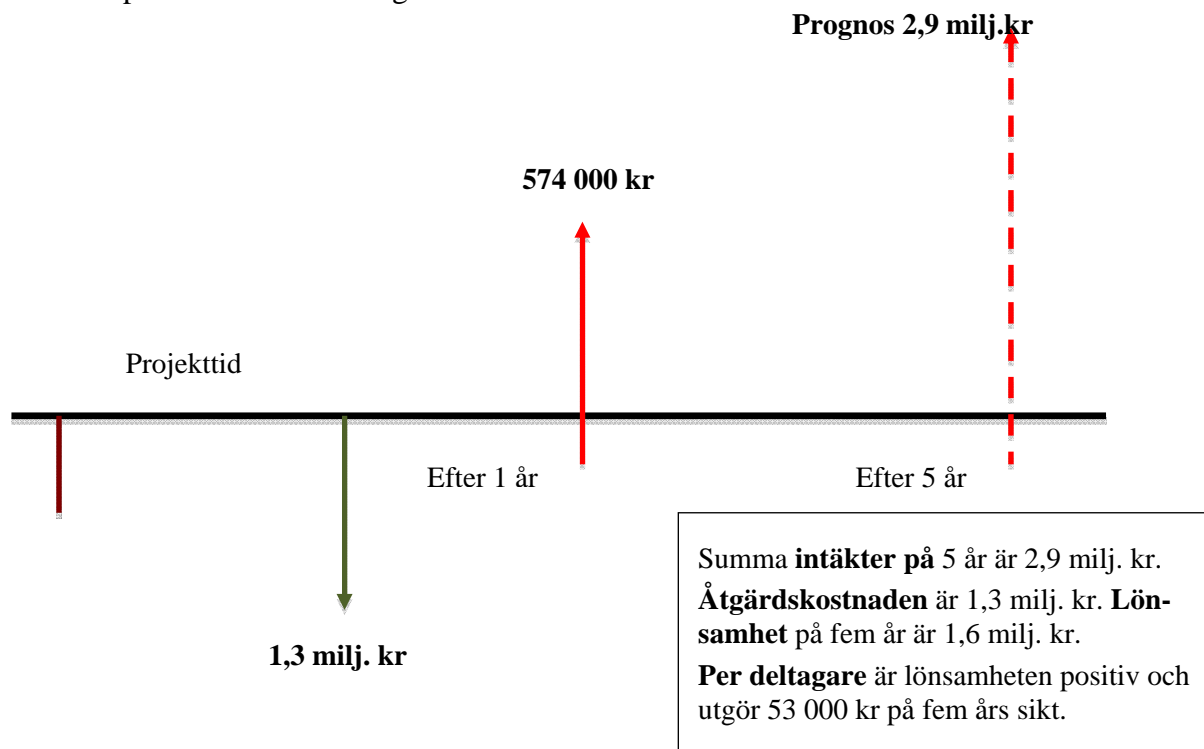 Prognos 2,9 milj.kr
574 000 kr
Projekttid
Efter 1 år
Efter 5 år
1,3 milj. kr
Summa intäkter på 5 år är 2,9 milj. kr.
Åtgärdskostnaden är 1,3 milj. kr. Lön-
samhet på fem år är 1,6 milj. kr.
Per deltagare är lönsamheten positiv och
utgör 53 000 kr på fem års sikt.